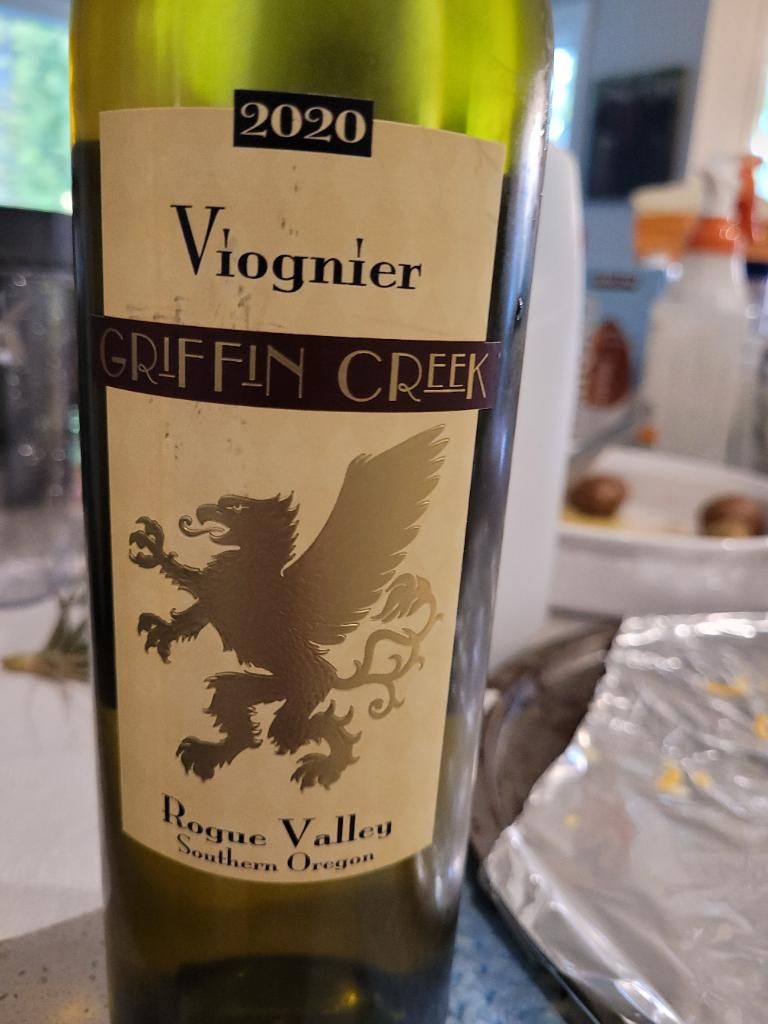 2020
Viognier
GRIFFIN CREEK
Rogue Valley
Southern Oregon